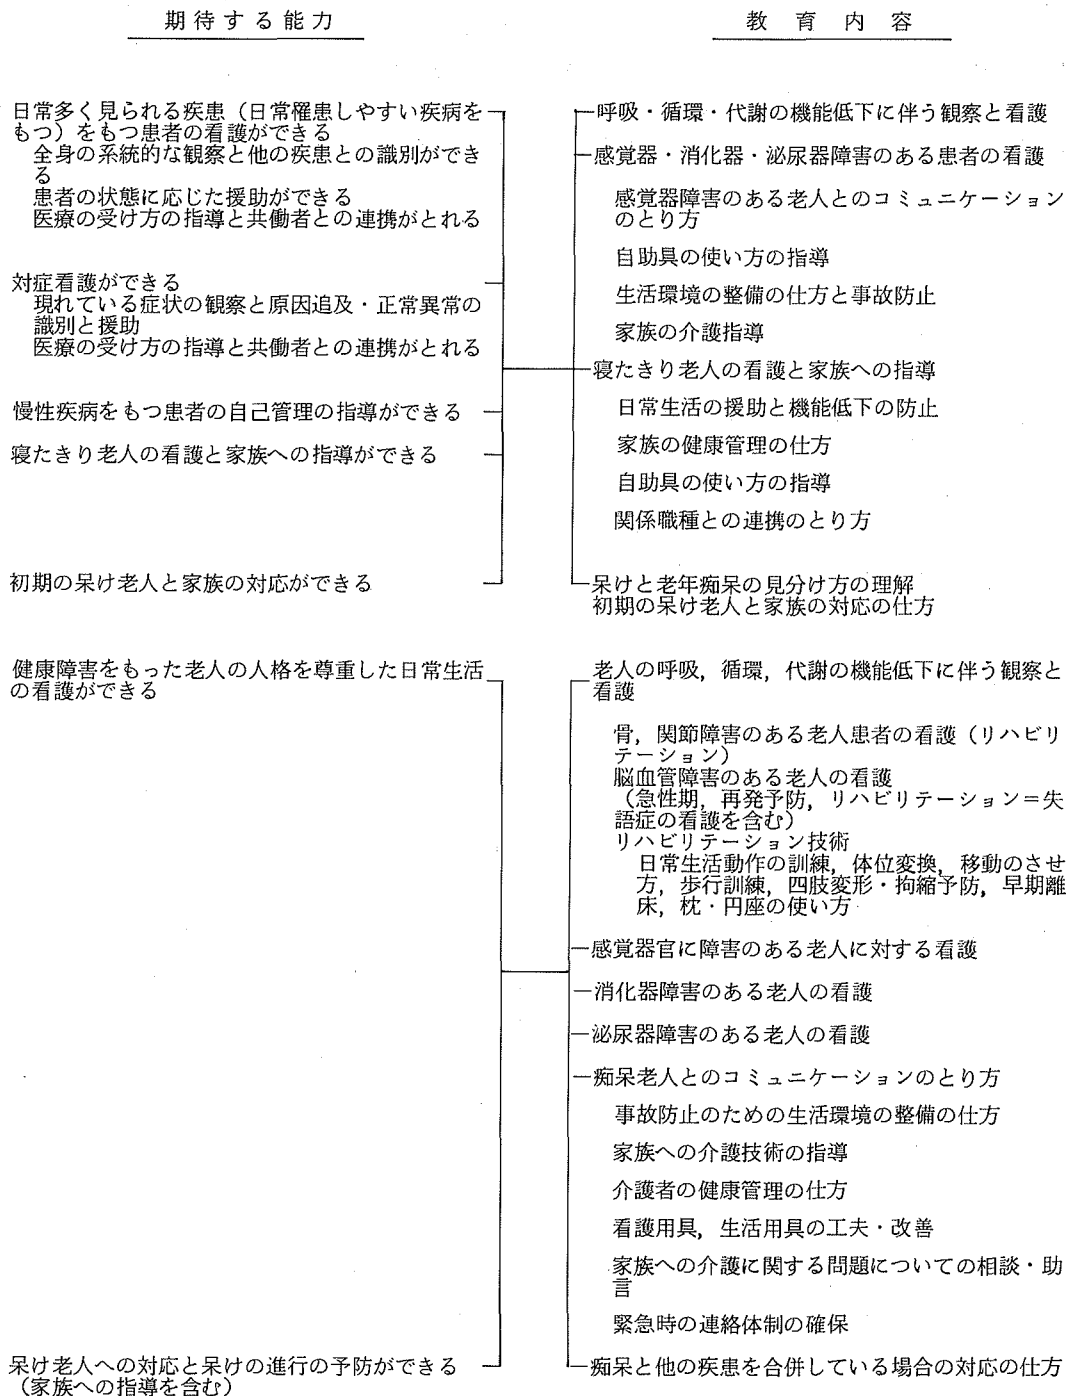 期待する能力
教育内容
日常多く見られる疾患（日常罹患しやすい疾病を
もつ）をもつ患者の看護ができる
全身の系統的な観察と他の疾患との識別ができ
る
患者の状態に応じた援助ができる
医療の受け方の指導と共働者との連携がとれる
対症看護ができる
現れている症状の観察と原因追及・正常異常の
識別と援助
医療の受け方の指導と共働者との連携がとれる
慢性疾病をもつ患者の自己管理の指導ができる
寝たきり老人の看護と家族への指導ができる
初期の呆け老人と家族の対応ができる
呼吸・循環・代謝の機能低下に伴う観察と看護
感覚器・消化器・泌尿器障害のある患者の看護
感覚器障害のある老人とのコミュニケーション
のとり方
自助具の使い方の指導
生活環境の整備の仕方と事故防止
家族の介護指導
寝たきり老人の看護と家族への指導
日常生活の援助と機能低下の防止
家族の健康管理の仕方
自助具の使い方の指導
関係職種との連携のとり方
呆けと老年痴呆の見分け方の理解
初期の呆け老人と家族の対応の仕方
健康障害をもった老人の人格を尊重した日常生活
の看護ができる
呆け老人への対応と呆けの進行の予防ができる
（家族への指導を含む）
老人の呼吸，循環，代謝の機能低下に伴う観察と
看護
骨，関節障害のある老人患者の看護（リハビリ
テーション）
脳血管障害のある老人の看護
（急性期，再発予防，リハビリテーション＝失
語症の看護を含む）
リハビリテーション技術
日常生活動作の訓練，体位変換，移動のさせ
方，歩行訓練，四肢変形・拘縮予防，早期離
床，枕・円座の使い方
感覚器官に障害のある老人に対する看護
消化器障害のある老人の看護
泌尿器障害のある老人の看護
痴呆老人とのコミュニケーションのとり方
事故防止のための生活環境の整備の仕方
家族への介護技術の指導
介護者の健康管理の仕方
看護用具，生活用具の工夫・改善
家族への介護に関する問題についての相談・助
言
緊急時の連絡体制の確保
痴呆と他の疾患を合併している場合の対応の仕方